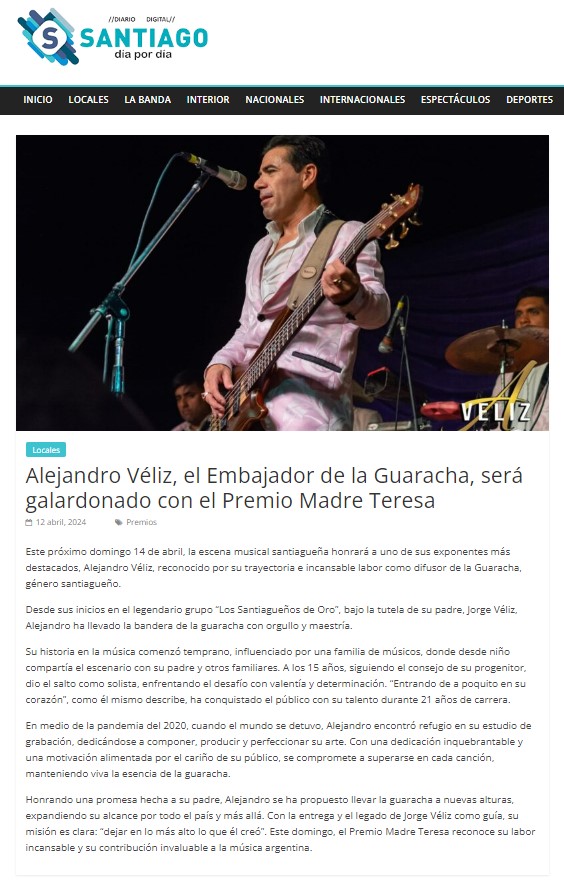 //DIARIO DIGITAL//
S SANTIAGO
día por día
INICIO LOCALES LA BANDA INTERIOR NACIONALES INTERNACIONALES ESPECTÁCULOS DEPORTES
VELIZ
Locales
Alejandro Véliz, el Embajador de la Guaracha, será
galardonado con el Premio Madre Teresa
12 abril, 2024 Premios
Este próximo domingo 14 de abril, la escena musical santiagueña honrará a uno de sus exponentes más
destacados, Alejandro Véliz, reconocido por su trayectoria e incansable labor como difusor de la Guaracha,
género santiagueño.
Desde sus inicios en el legendario grupo “Los Santiagueños de Oro”, bajo la tutela de su padre, Jorge Véliz,
Alejandro ha llevado la bandera de la guaracha con orgullo y maestría.
Su historia en la música comenzó temprano, influenciado por una familia de músicos, donde desde niño
compartía el escenario con su padre y otros familiares. A los 15 años, siguiendo el consejo de su progenitor,
dio el salto como solista, enfrentando el desafío con valentía y determinación. “Entrando de a poquito en su
corazón”, como él mismo describe, ha conquistado el público con su talento durante 21 años de carrera.
En medio de la pandemia del 2020, cuando el mundo se detuvo, Alejandro encontró refugio en su estudio de
grabación, dedicándose a componer, producir y perfeccionar su arte. Con una dedicación inquebrantable y
una motivación alimentada por el cariño de su público, se compromete a superarse en cada canción,
manteniendo viva la esencia de la guaracha.
Honrando una promesa hecha a su padre, Alejandro se ha propuesto llevar la guaracha a nuevas alturas,
expandiendo su alcance por todo el país y más allá. Con la entrega y el legado de Jorge Véliz como guía, su
misión es clara: “dejar en lo más alto lo que él creó”. Este domingo, el Premio Madre Teresa reconoce su labor
incansable y su contribución invaluable a la música argentina.